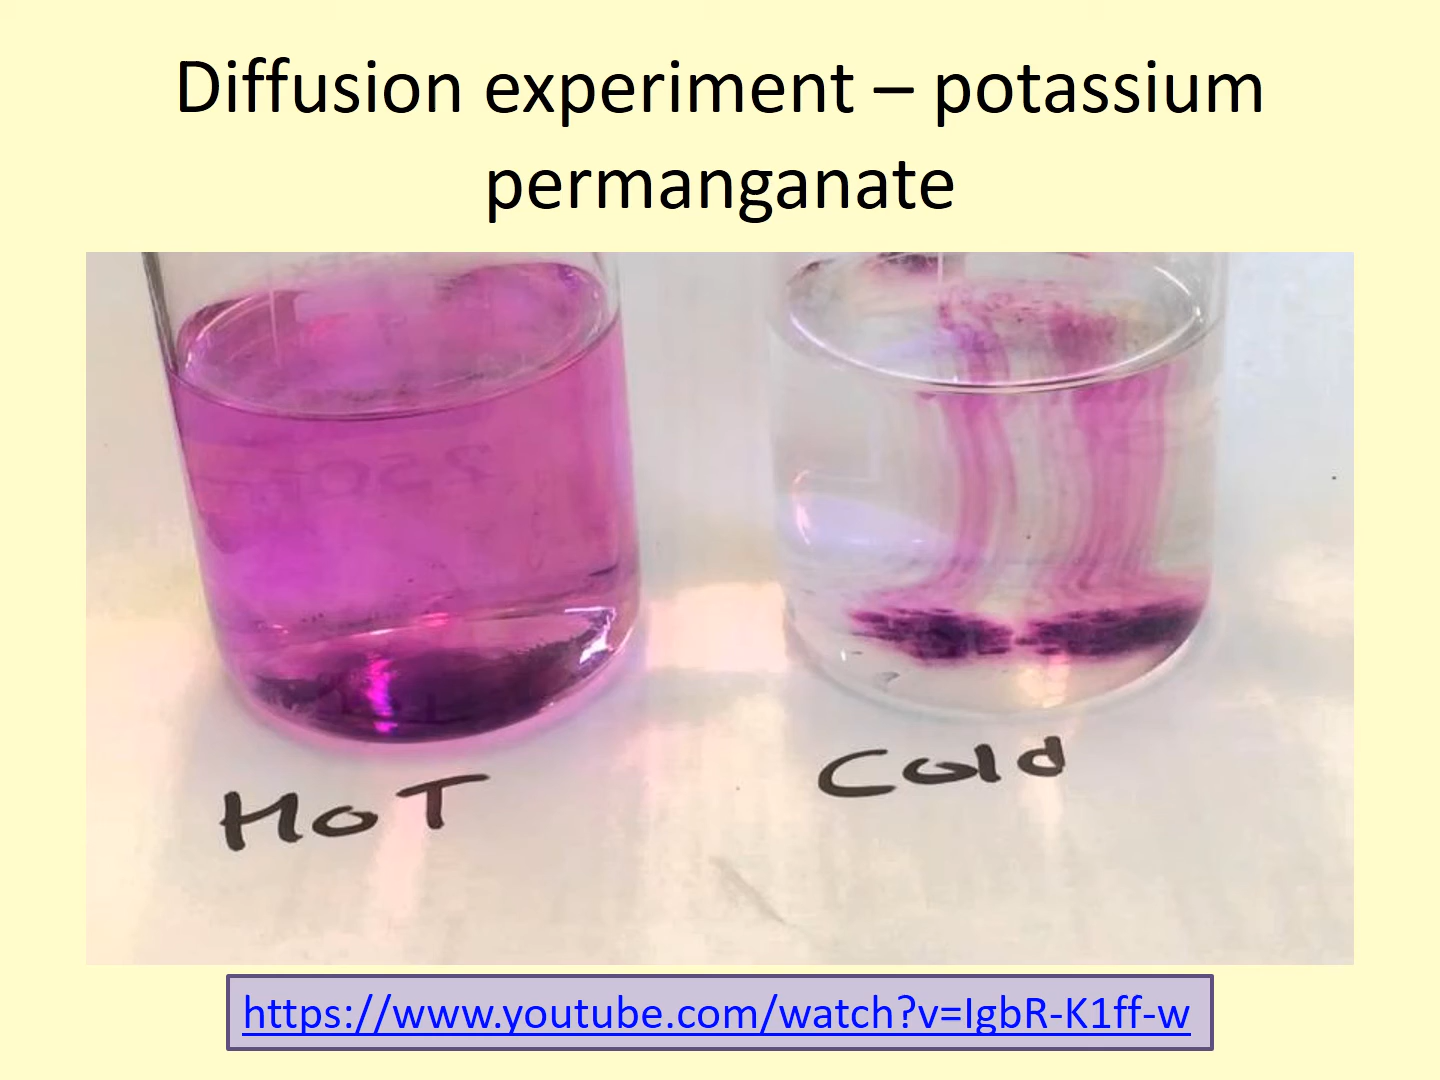 Diffusion experiment – potassium
permanganate
HoT
Cold
https://www.youtube.com/watch?v=IgbR-K1ff-w